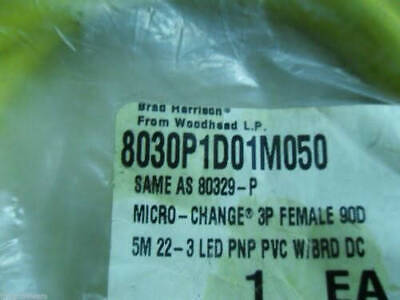 Brad Harrison®
From Woodhead L.P.
8030P1D01M050
SAME AS 80329-P
MICRO-CHANGE® 3P FEMALE 90D
5M 22-3 LED PNP PVC W/BRD DC
1 EA